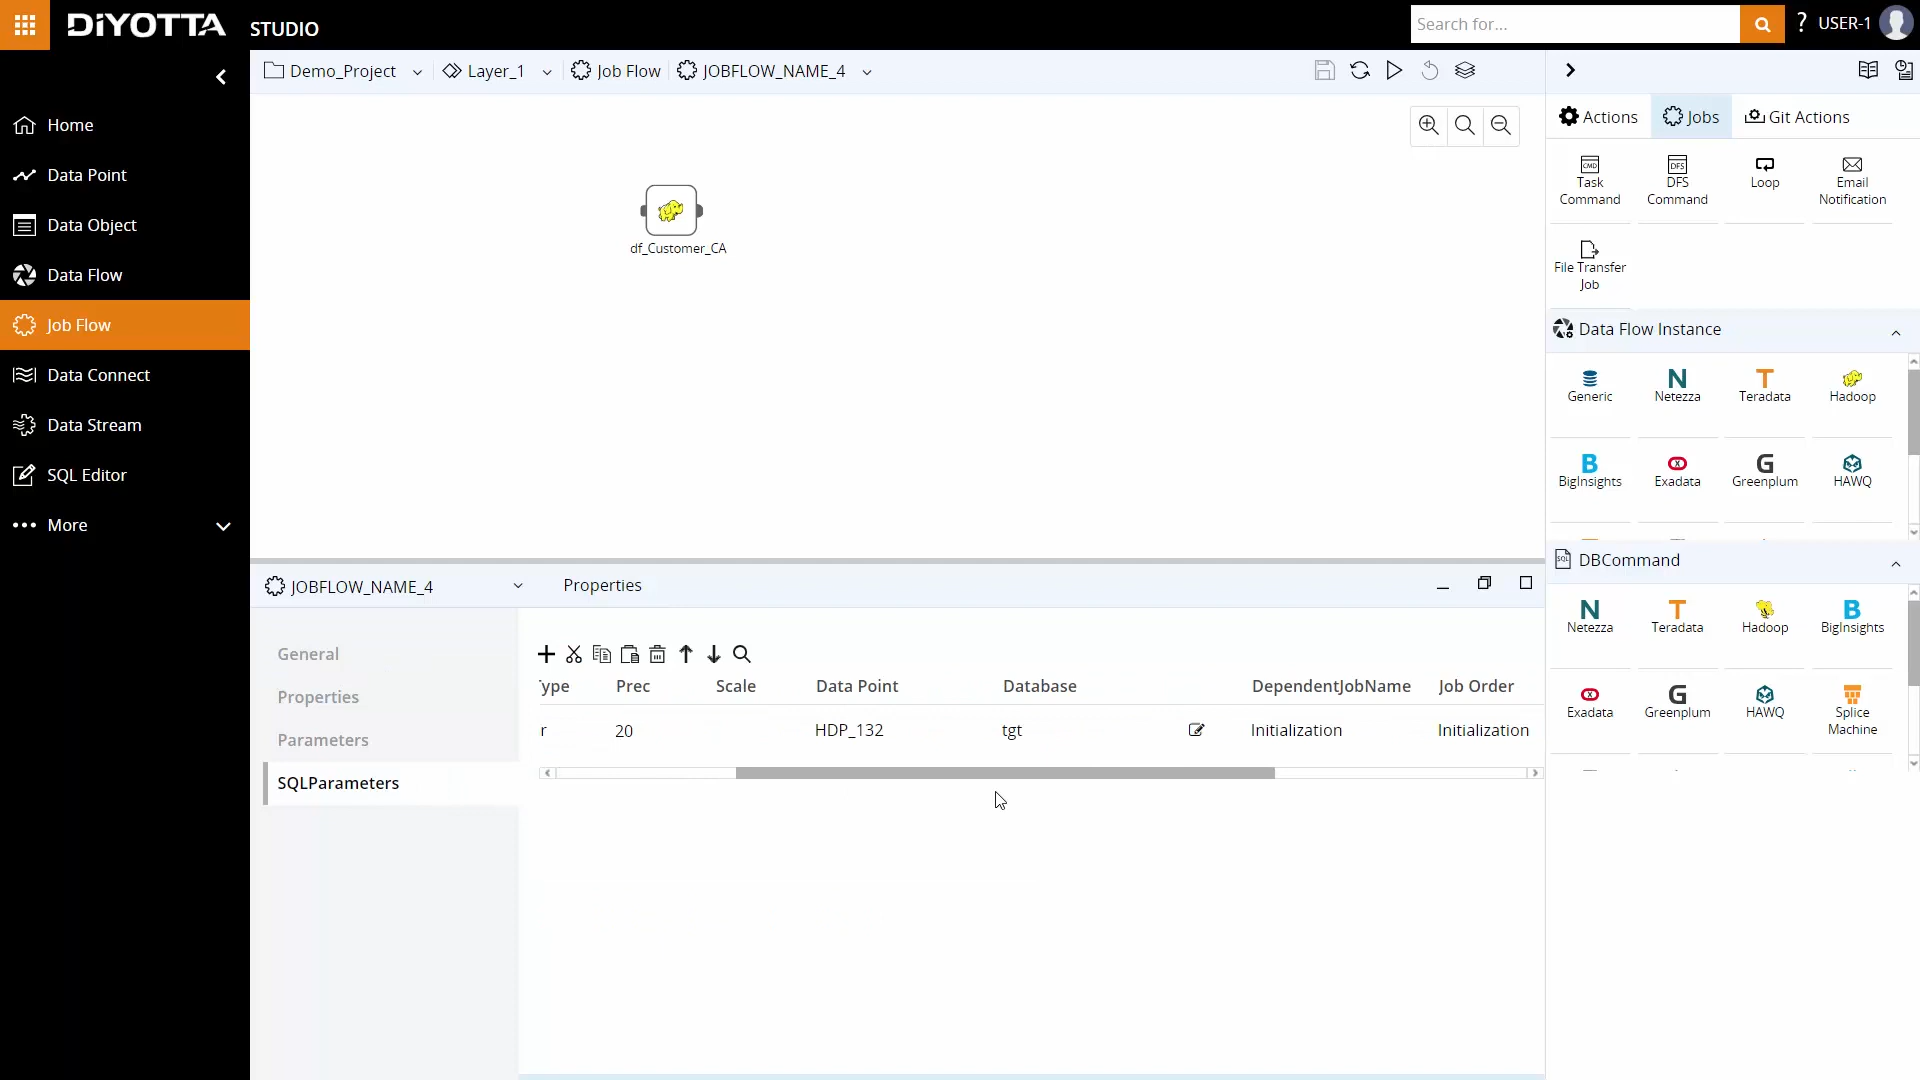 DiYOTTA STUDIO
Search for...
? USER-1
Home
Data Point
Data Object
Data Flow
Job Flow
Data Connect
Data Stream
SQL Editor
More
Demo_Project
Layer_1
Job Flow
JOBFLOW_NAME_4
df_Customer_CA
Actions
Jobs
Git Actions
CMD
Task
Command
DFS
DFS
Command
Loop
Email
Notification
File Transfer
Job
Data Flow Instance
Generic
Netezza
Teradata
Hadoop
BigInsights
Exadata
Greenplum
HAWQ
SQL
DBCommand
Netezza
Teradata
Hadoop
BigInsights
Exadata
Greenplum
HAWQ
Splice
Machine
JOBFLOW_NAME_4
Properties
General
Properties
Parameters
SQLParameters
ype Prec Scale Data Point Database DependentJobName Job Order
r 20 HDP_132 tgt Initialization Initialization